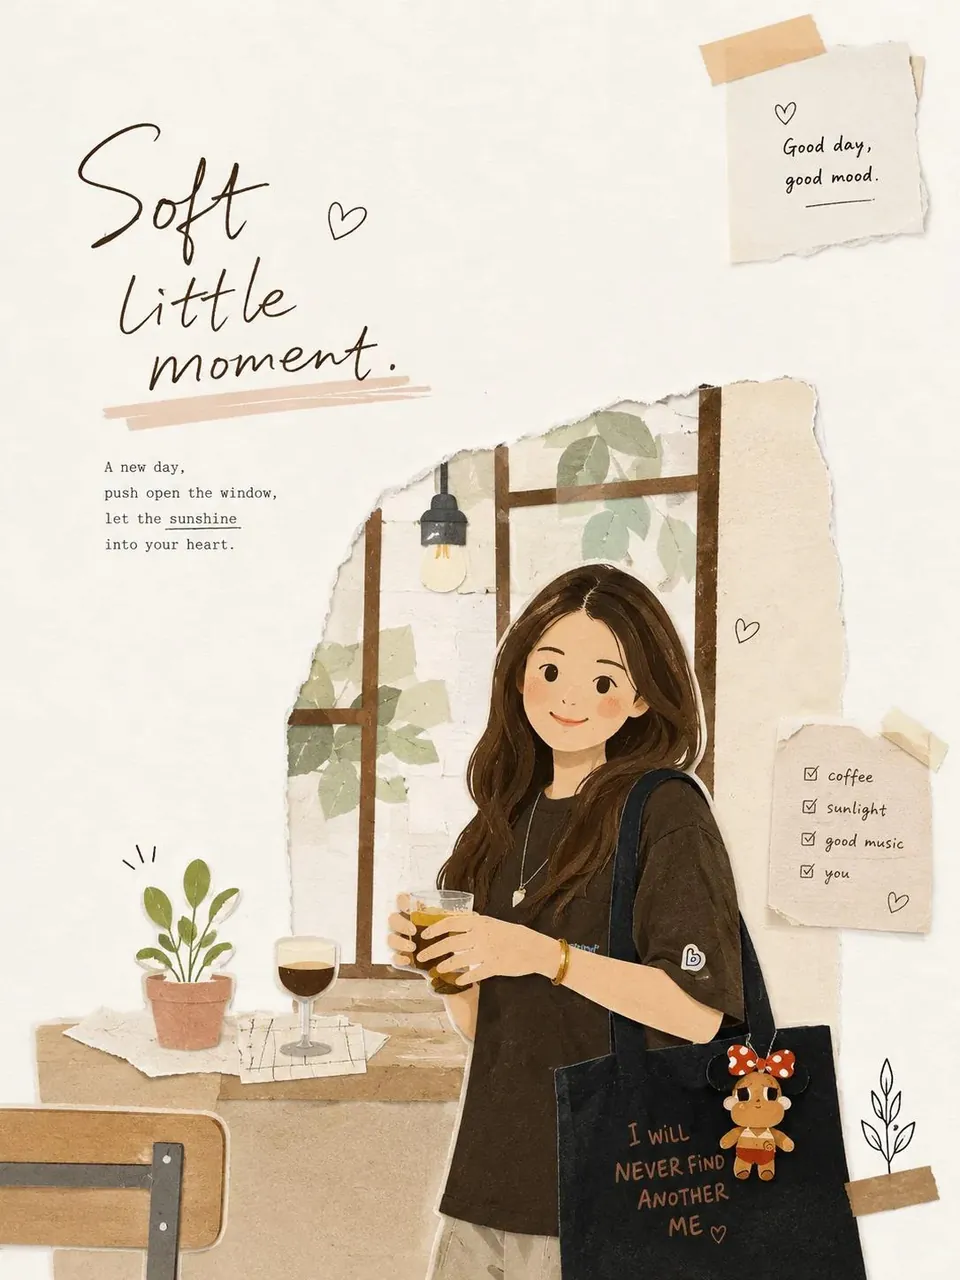 Soft
little
moment.
Good day,
good mood.
A new day,
push open the window,
let the sunshine
into your heart.
coffee
sunlight
good music
you
b
I WILL
NEVER FIND
ANOTHER
ME